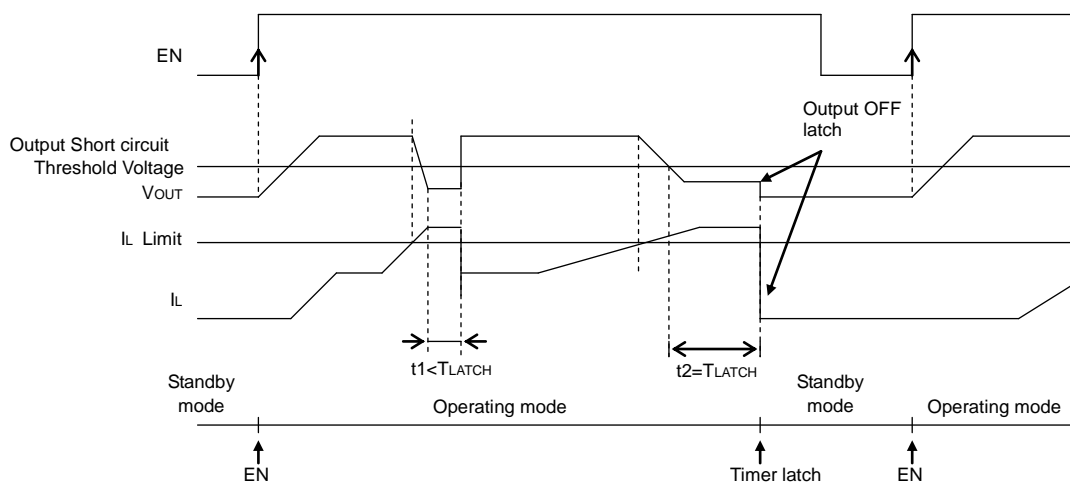 EN
Output OFF
latch
Output Short circuit
Threshold Voltage
VOUT
IL Limit
IL
t1<TLATCH
t2=TLATCH
Standby
mode
Operating mode
Standby
mode
Operating mode
EN
Timer latch
EN